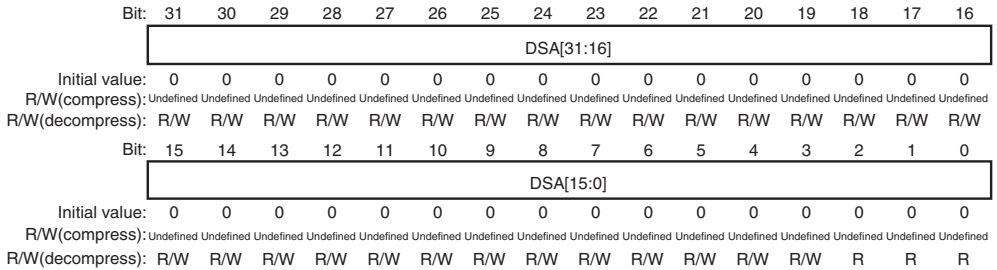 Bit: 31 30 29 28 27 26 25 24 23 22 21 20 19 18 17 16
DSA[31:16]
Initial value: 0 0 0 0 0 0 0 0 0 0 0 0 0 0 0 0
R/W(compress): Undefined Undefined Undefined Undefined Undefined Undefined Undefined Undefined Undefined Undefined Undefined Undefined Undefined Undefined Undefined Undefined
R/W(decompress): R/W R/W R/W R/W R/W R/W R/W R/W R/W R/W R/W R/W R/W R/W R/W R/W
Bit: 15 14 13 12 11 10 9 8 7 6 5 4 3 2 1 0
DSA[15:0]
Initial value: 0 0 0 0 0 0 0 0 0 0 0 0 0 0 0 0
R/W(compress): Undefined Undefined Undefined Undefined Undefined Undefined Undefined Undefined Undefined Undefined Undefined Undefined Undefined Undefined Undefined Undefined
R/W(decompress): R/W R/W R/W R/W R/W R/W R/W R/W R/W R/W R/W R/W R/W R R R